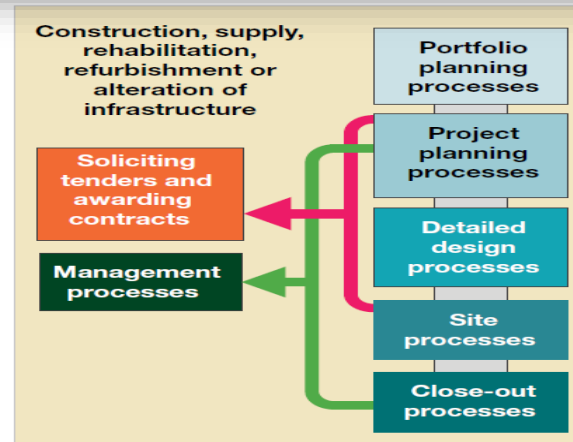 Construction, supply,
rehabilitation,
refurbishment or
alteration of
infrastructure
Soliciting
tenders and
awarding
contracts
Management
processes
Portfolio
planning
processes
Project
planning
processes
Detailed
design
processes
Site
processes
Close-out
processes